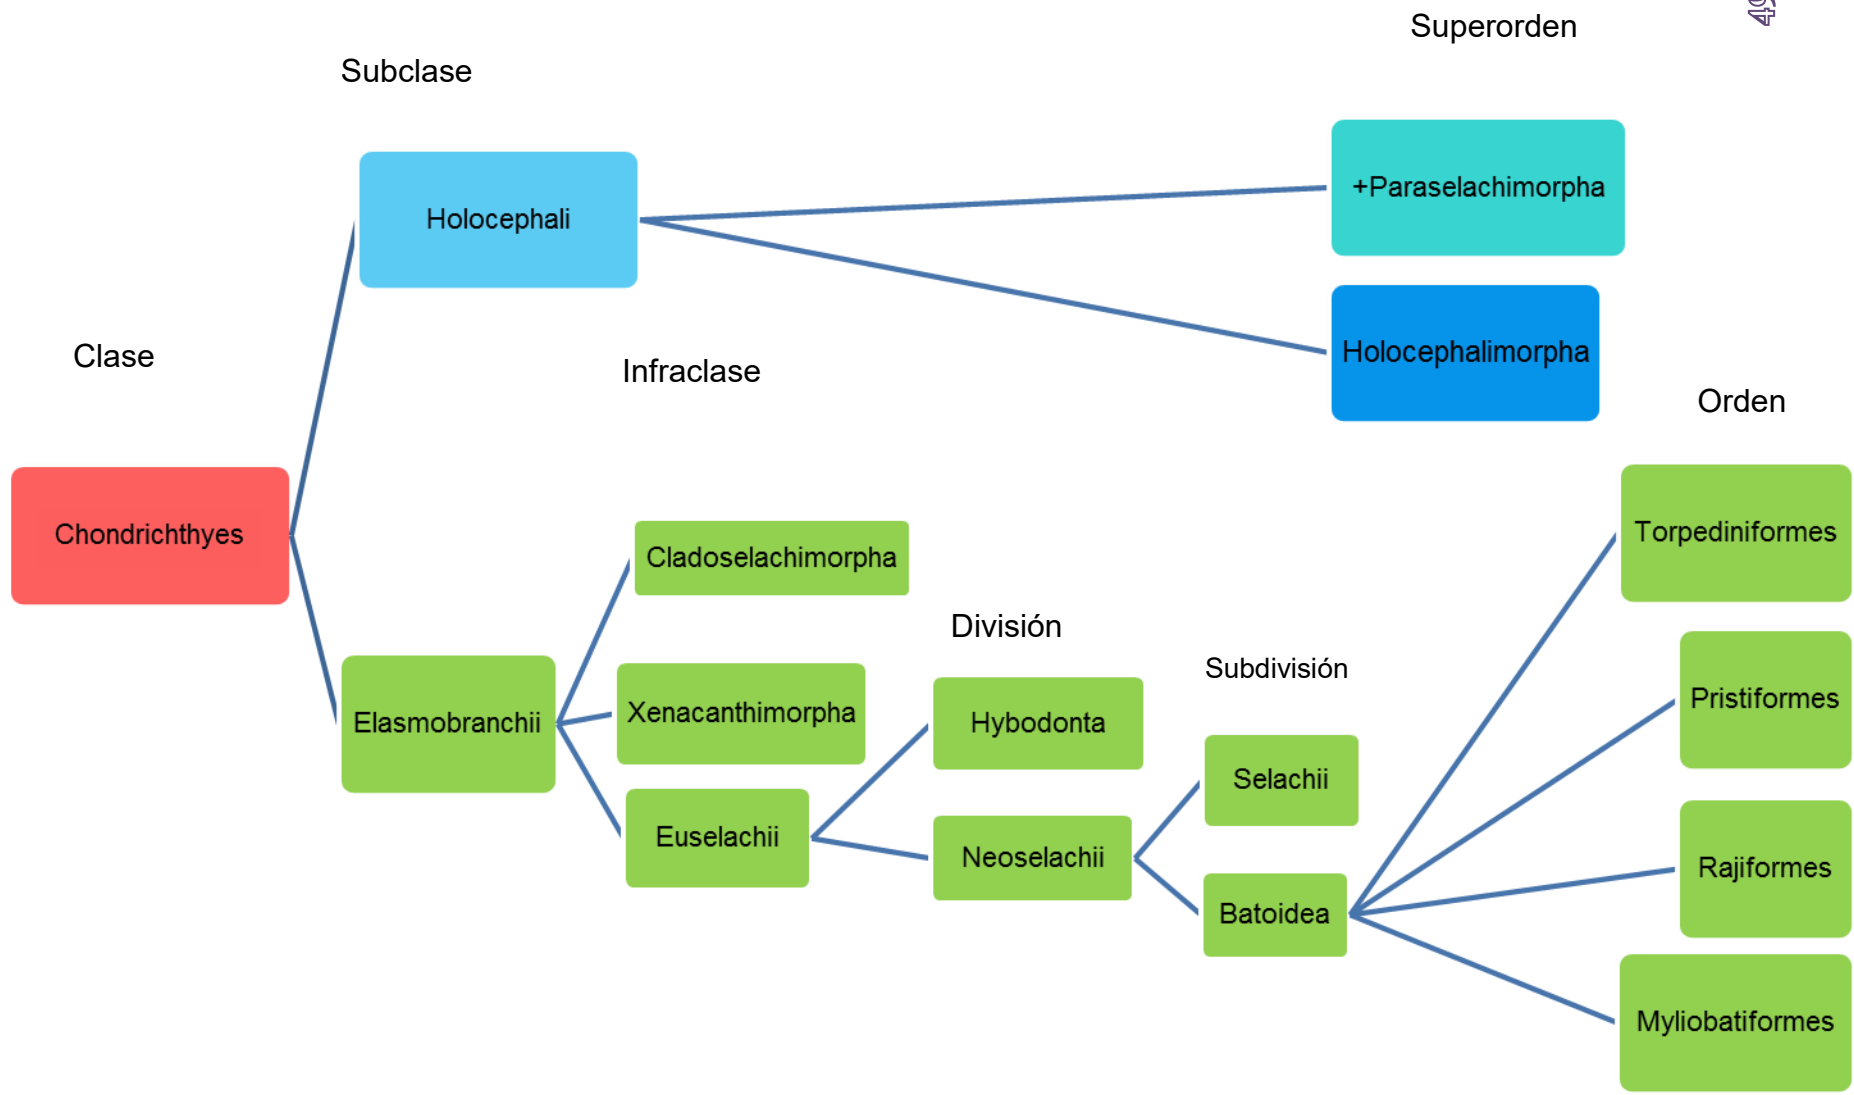 49
Superorden
Subclase
+Paraselachimorpha
Holocephali
Holocephalimorpha
Clase
Infraclase
Orden
Chondrichthyes
Torpediniformes
Cladoselachimorpha
División
Subdivisión
Pristiformes
Xenacanthimorpha
Elasmobranchii
Hybodonta
Selachii
Euselachii
Neoselachii
Rajiformes
Batoidea
Myliobatiformes